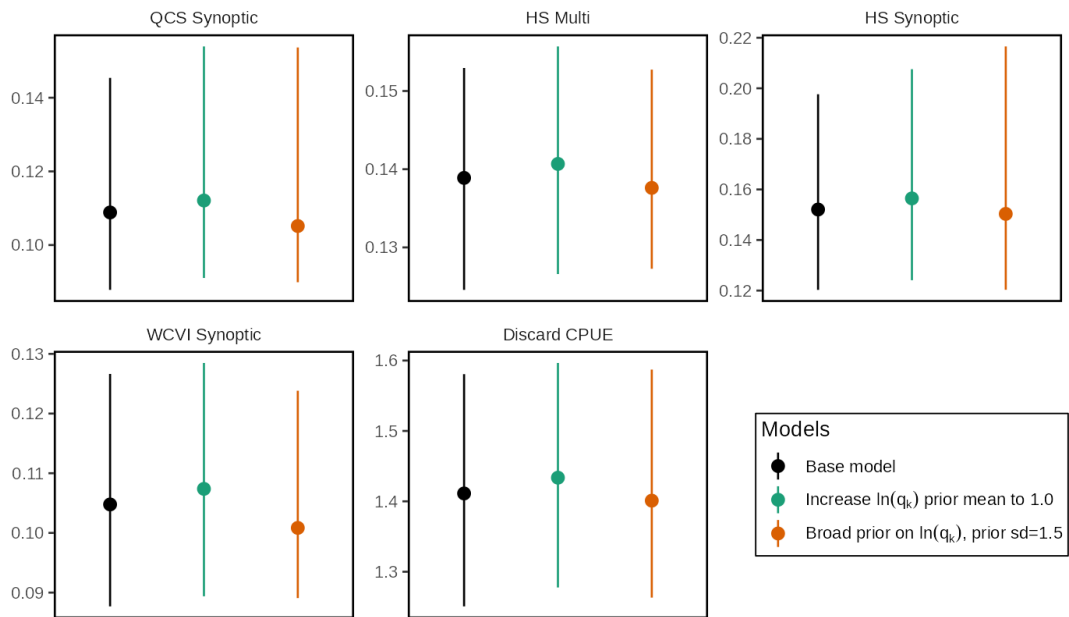 QCS Synoptic
HS Multi
HS Synoptic
0.14
0.12
0.10
0.15
0.14
0.13
0.22
0.20
0.18
0.16
0.14
0.12
WCVI Synoptic
Discard CPUE
0.13
0.12
0.11
0.10
0.09
1.6
1.5
1.4
1.3
Models
Base model
Increase ln(qk) prior mean to 1.0
Broad prior on ln(qk), prior sd=1.5